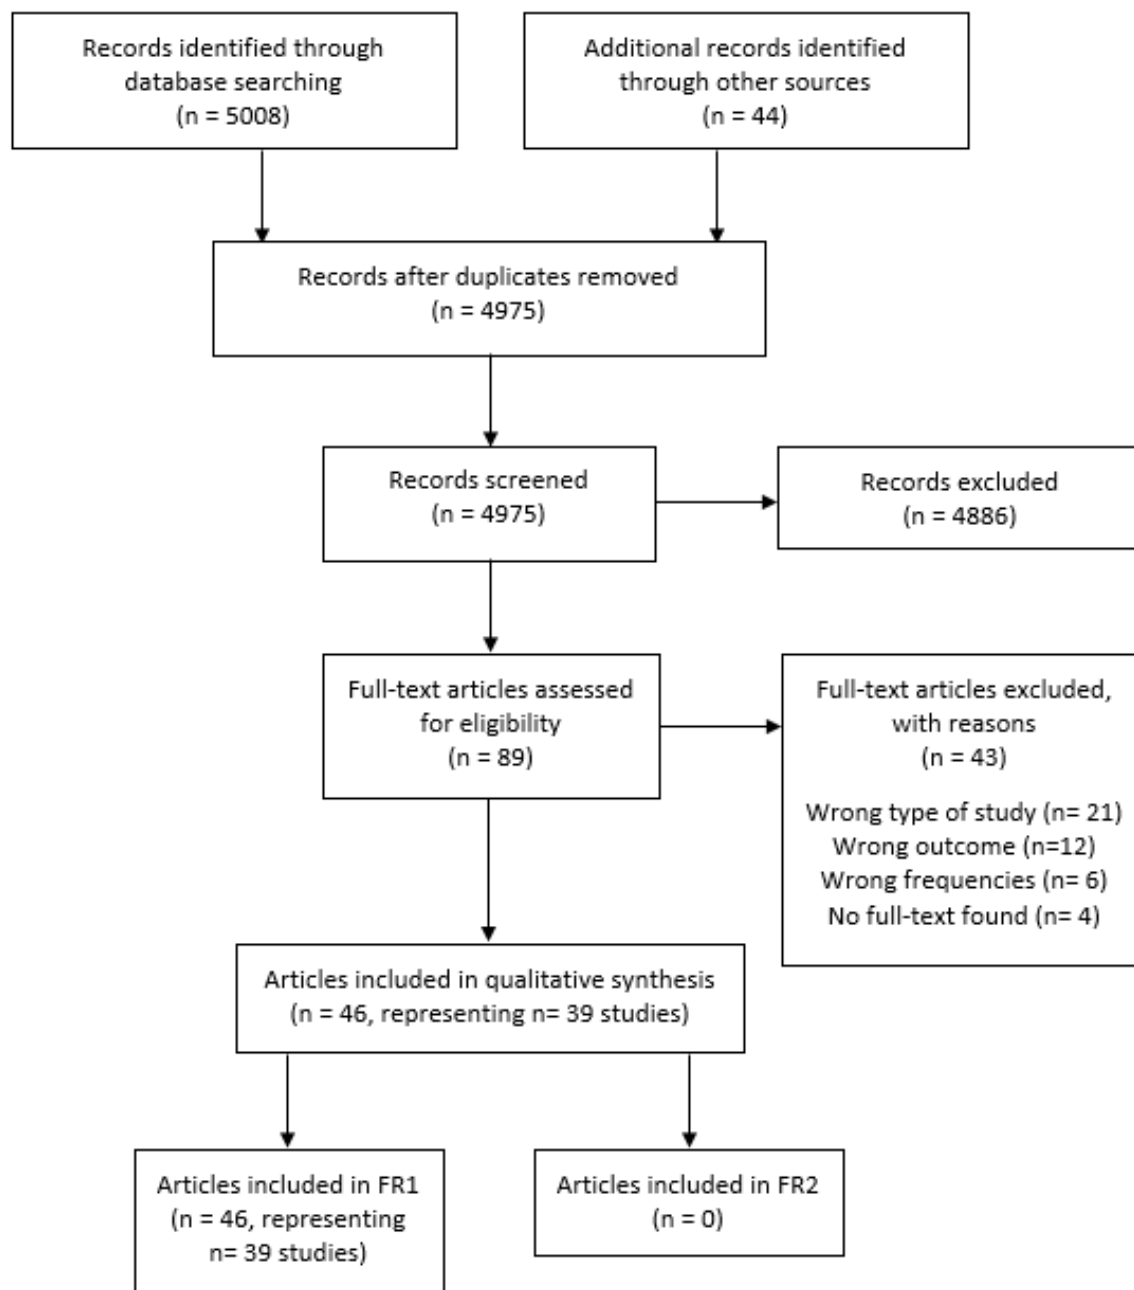 Records identified through
database searching
(n = 5008)
Additional records identified
through other sources
(n = 44)
Records after duplicates removed
(n = 4975)
Records screened
(n = 4975)
Records excluded
(n = 4886)
Full-text articles assessed
for eligibility
(n = 89)
Full-text articles excluded,
with reasons
(n = 43)
Wrong type of study (n= 21)
Wrong outcome (n=12)
Wrong frequencies (n= 6)
No full-text found (n= 4)
Articles included in qualitative synthesis
(n = 46, representing n= 39 studies)
Articles included in FR1
(n = 46, representing
n= 39 studies)
Articles included in FR2
(n = 0)